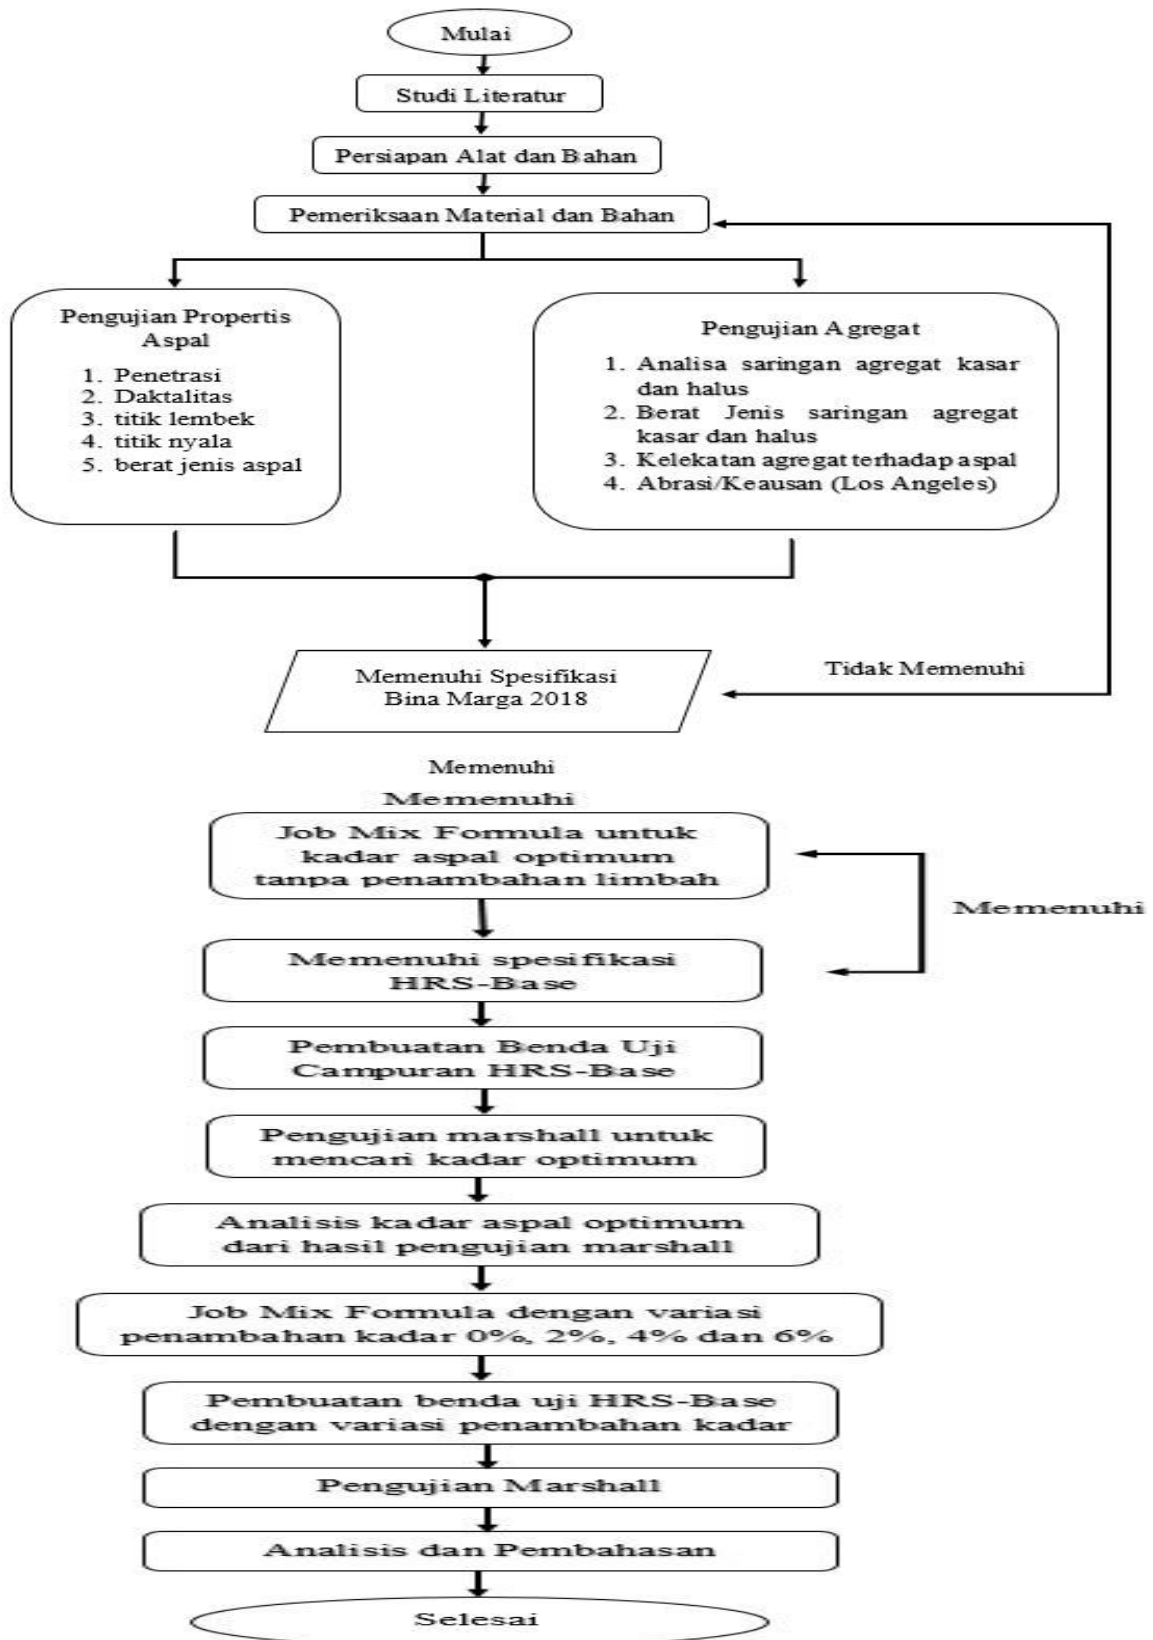 Mulai
Studi Literatur
Persiapan Alat dan Bahan
Pemeriksaan Material dan Bahan
Pengujian Propertis
Aspal
1. Penetrasi
2. Daktalitas
3. titik lembek
4. titik nyala
5. berat jenis aspal
Pengujian Agregat
1. Analisa saringan agregat kasar
dan halus
2. Berat Jenis saringan agregat
kasar dan halus
3. Kelekatan agregat terhadap aspal
4. Abrasi/Keausan (Los Angeles)
Memenuhi Spesifikasi
Bina Marga 2018
Tidak Memenuhi
Memenuhi
Memenuhi
Job Mix Formula untuk
kadar aspal optimum
tanpa penambahan limbah
Memenuhi
Memenuhi spesifikasi
HRS-Base
Pembuatan Benda Uji
Campuran HRS-Base
Pengujian marshall untuk
mencari kadar optimum
Analisis kadar aspal optimum
dari hasil pengujian marshall
Job Mix Formula dengan variasi
penambahan kadar 0%, 2%, 4% dan 6%
Pembuatan benda uji HRS-Base
dengan variasi penambahan kadar
Pengujian Marshall
Analisis dan Pembahasan
Selesai